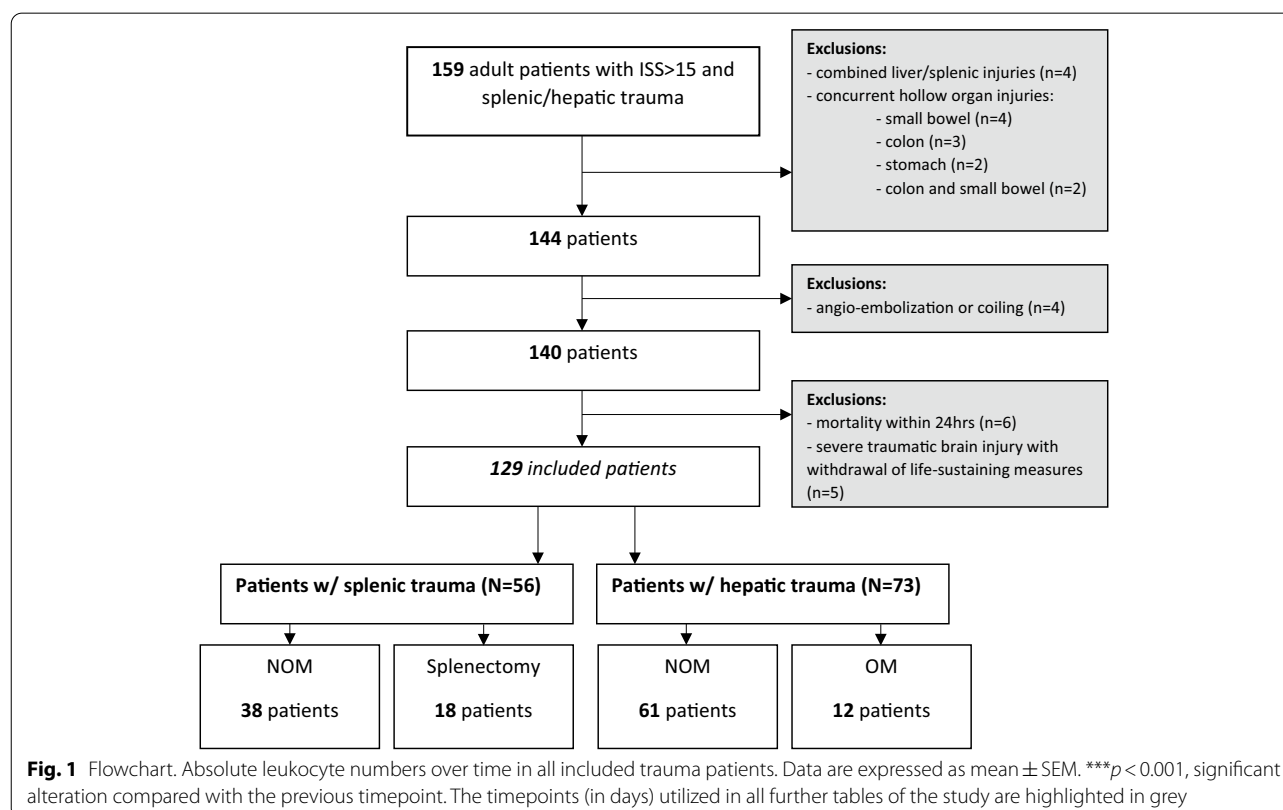 159 adult patients with ISS>15 and
splenic/hepatic trauma
Exclusions:
- combined liver/splenic injuries (n=4)
- concurrent hollow organ injuries:
- small bowel (n=4)
- colon (n=3)
- stomach (n=2)
- colon and small bowel (n=2)
144 patients
Exclusions:
- angio-embolization or coiling (n=4)
140 patients
Exclusions:
- mortality within 24hrs (n=6)
- severe traumatic brain injury with
withdrawal of life-sustaining measures
(n=5)
129 included patients
Patients w/ splenic trauma (N=56)
Patients w/ hepatic trauma (N=73)
NOM
38 patients
Splenectomy
18 patients
NOM
61 patients
OM
12 patients
Fig. 1 Flowchart. Absolute leukocyte numbers over time in all included trauma patients. Data are expressed as mean ± SEM. ***p < 0.001, significant
alteration compared with the previous timepoint. The timepoints (in days) utilized in all further tables of the study are highlighted in grey